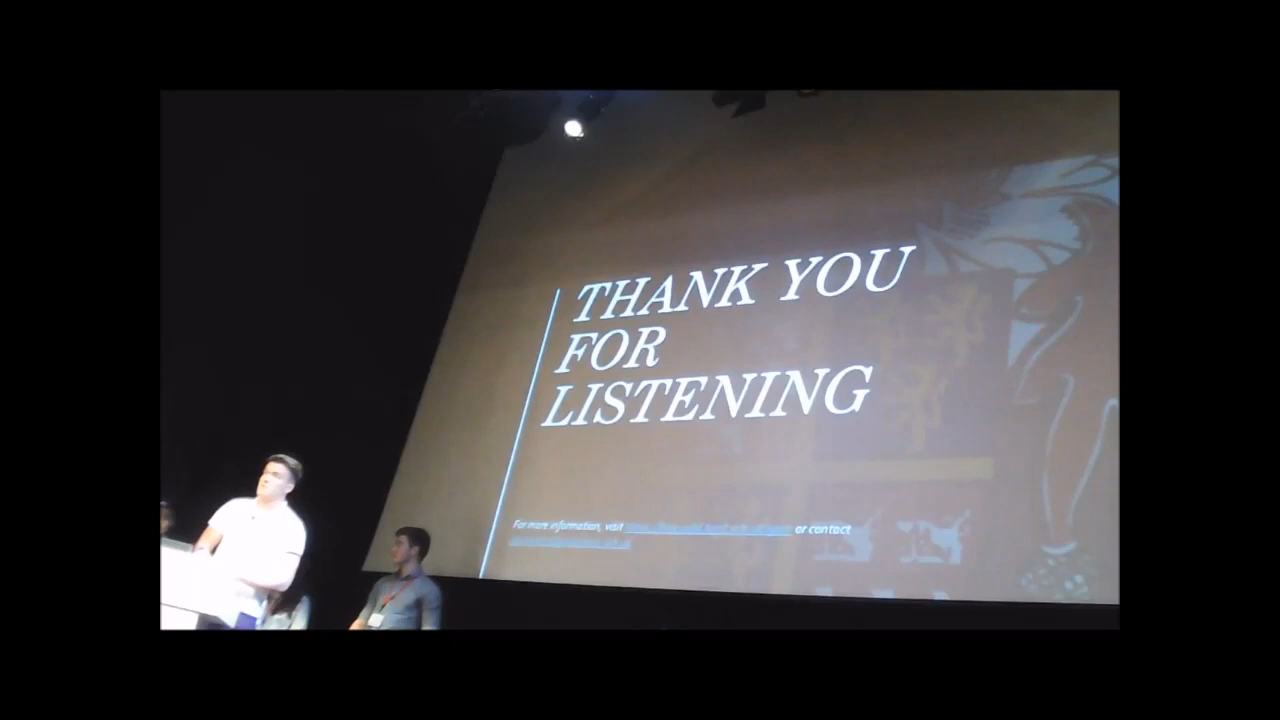 THANK YOU
FOR
LISTENING
For more information, visit or contact